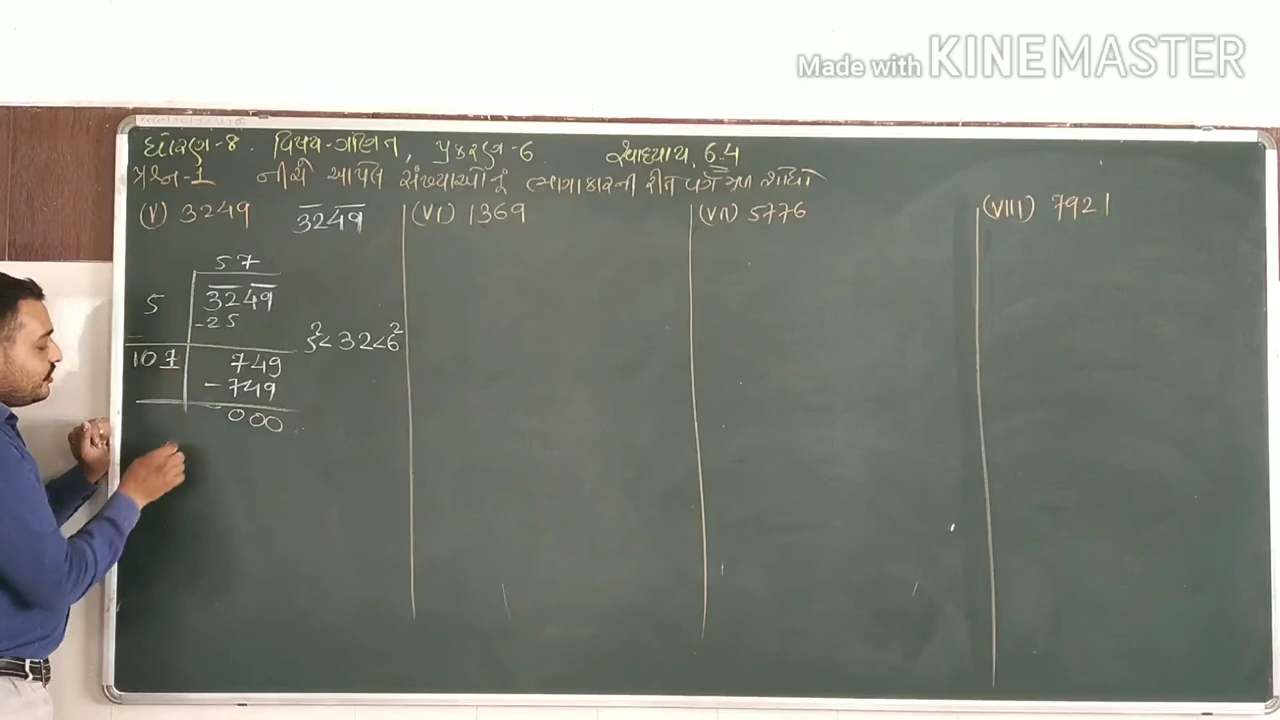 Made with KINEMASTER
ધોરણ-૪. વિષય-ગણિત, પ્રકરણ-6 સ્વાધ્યાય. 6.4
પ્રશ્ન-1 નીચે આપેલ સંખ્યાઓનું ભાગાકારની રીતે વર્ગમૂળ શોધો
(V) 3249 3249 (VI) 1369 (VII) 5776 (VIII) 7921
57
5 3249
-25
5²<32<6²
107 749
-749
000